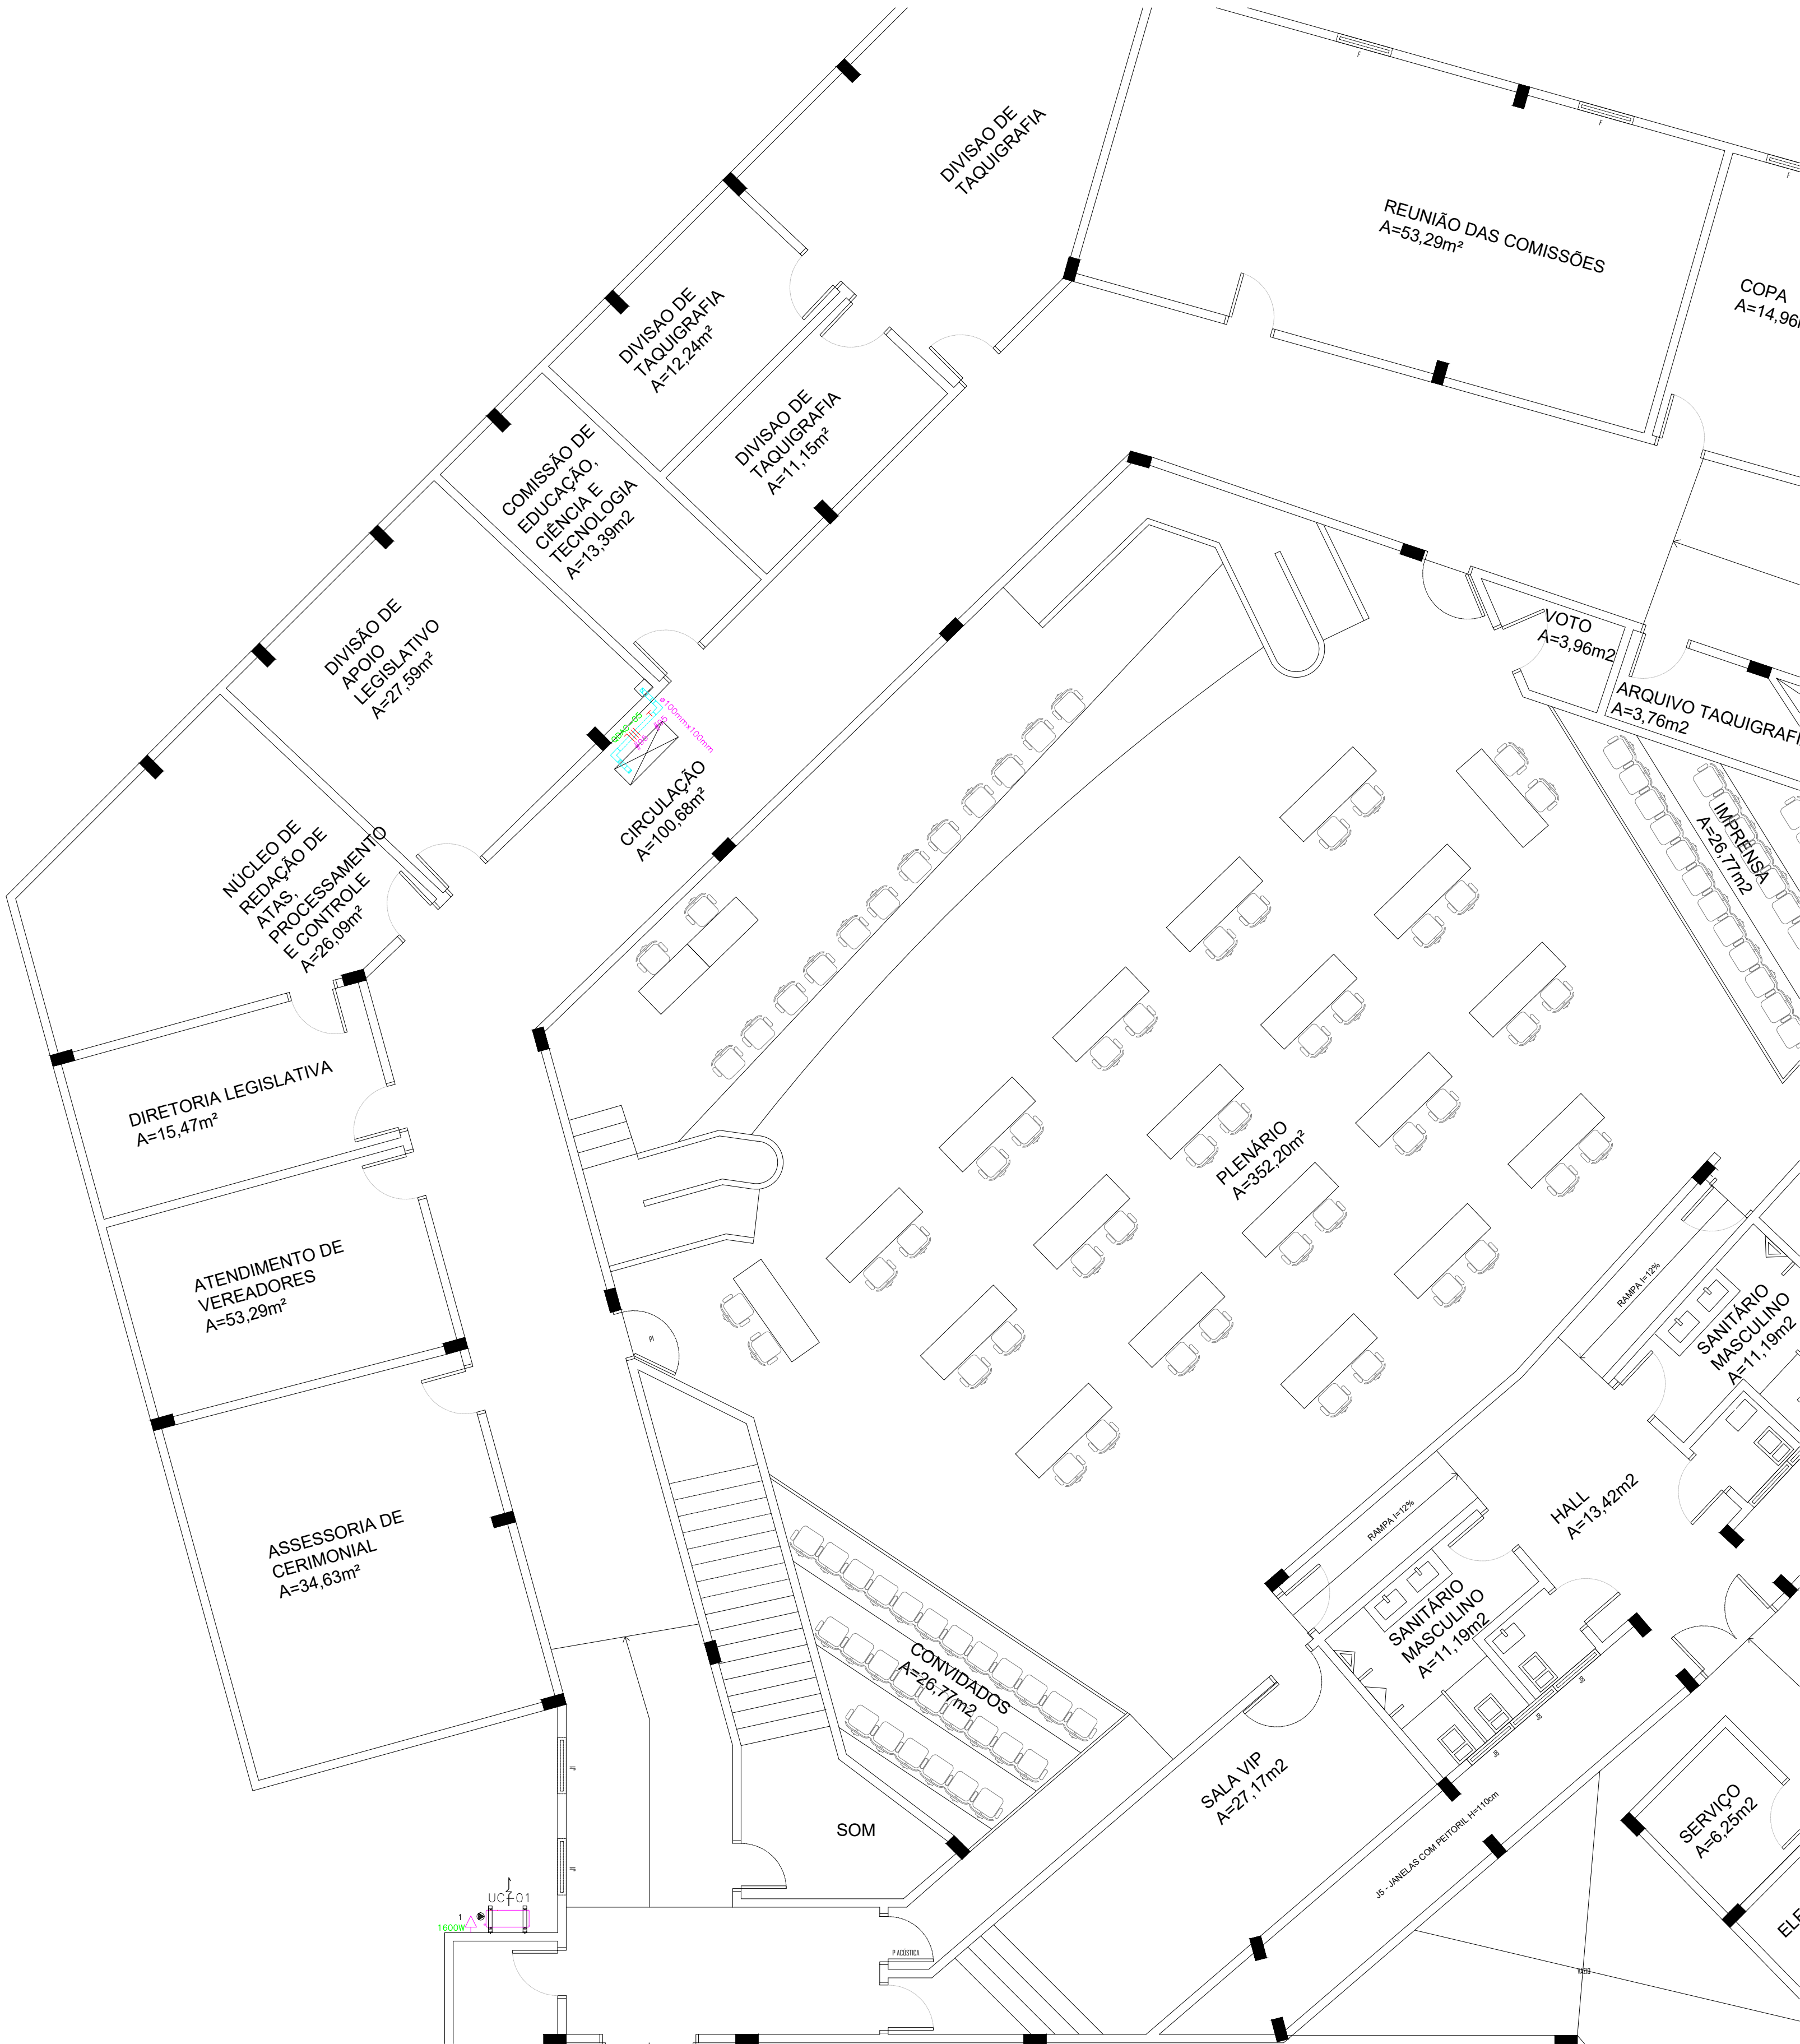 DIVISAO DE
TAQUIGRAFIA
REUNIÃO DAS COMISSÕES
A=53,29m²
COPA
DIVISAO DE
TAQUIGRAFIA
A=12,24m²
DIVISAO DE
TAQUIGRAFIA
A=11,15m²
COMISSÃO DE
EDUCAÇÃO,
CIÊNCIA E
TECNOLOGIA
A=13,39m2
DIVISÃO DE
APOIO
LEGISLATIVO
A=27,59m²
VOTO
A=3,96m2
ARQUIVO
A=3,76m2
ø100mmx100mm
CIRCULAÇÃO
A=100,68m²
IMPRENSA
A=26,77m2
NÚCLEO DE
REDAÇÃO DE
ATAS,
PROCESSAMENTO
E CONTROLE
A=26,09m²
DIRETORIA LEGISLATIVA
A=15,47m²
PLENÁRIO
A=352,20m²
ATENDIMENTO DE
VEREADORES
A=53,29m²
RAMPA I=12%
SANITÁRIO
MASCULINO
A=11,19m2
ASSESSORIA DE
CERIMONIAL
A=34,63m²
RAMPA I=12%
HALL
A=13,42m2
SANITÁRIO
MASCULINO
A=11,19m2
CONVIDADOS
A=26,77m2
SALA VIP
A=27,17m2
SOM
SERVIÇO
A=6,25m2
J5 - JANELAS COM PEITORIL H=110cm
UC-01
1
1600W
P ACÚSTICA